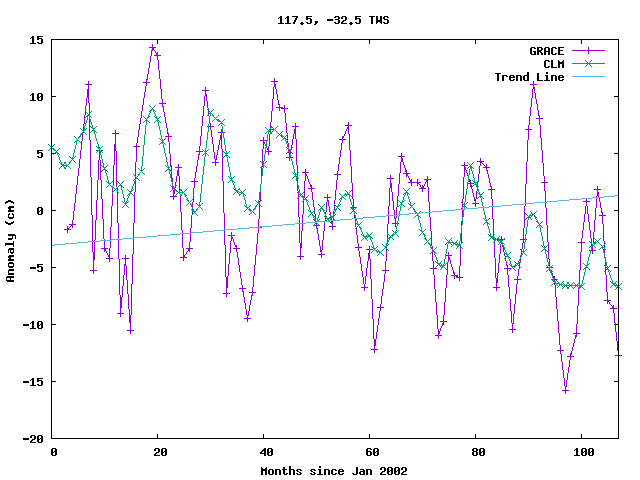 117.5, -32.5 TWS
GRACE
CLM
Trend Line
15
10
5
0
-5
-10
-15
-20
Anomaly (cm)
0 20 40 60 80 100
Months since Jan 2002